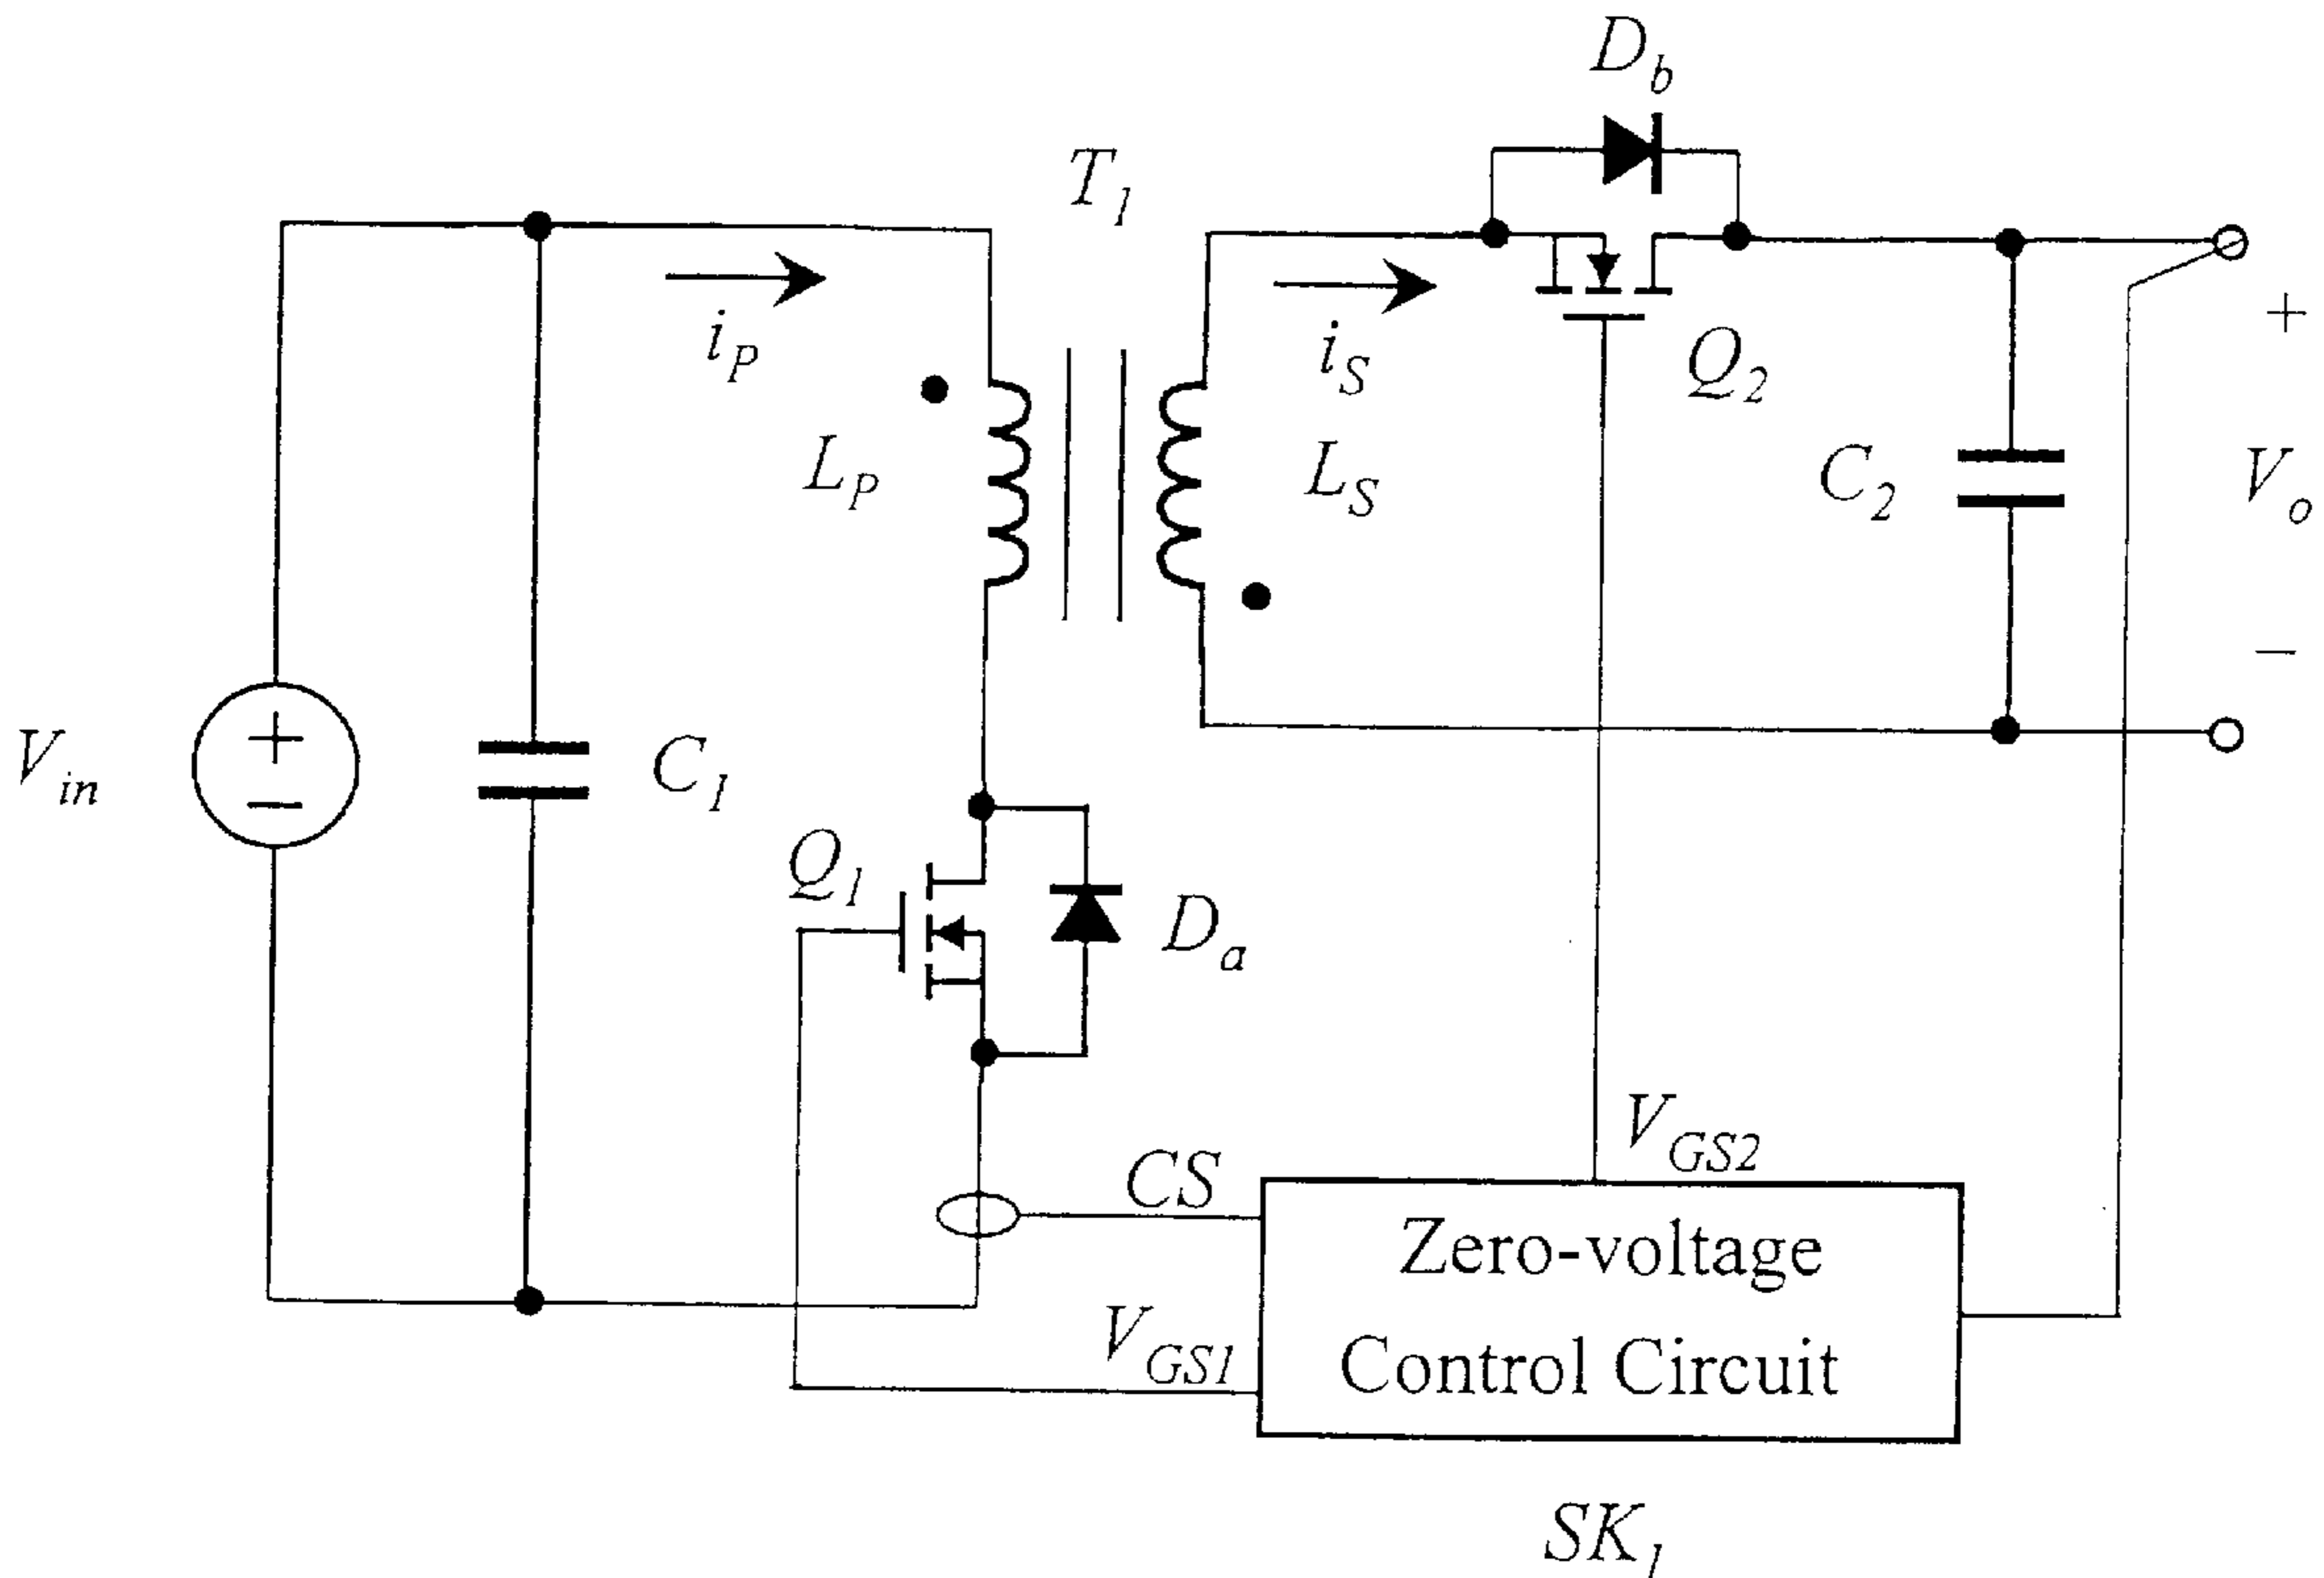 D_b
T_1
i_P
i_S
Q_2
+
L_P
L_S
C_2
V_o
−
V_in
+
−
C_1
Q_1
D_a
V_GS2
CS
Zero-voltage
Control Circuit
V_GS1
SK_1